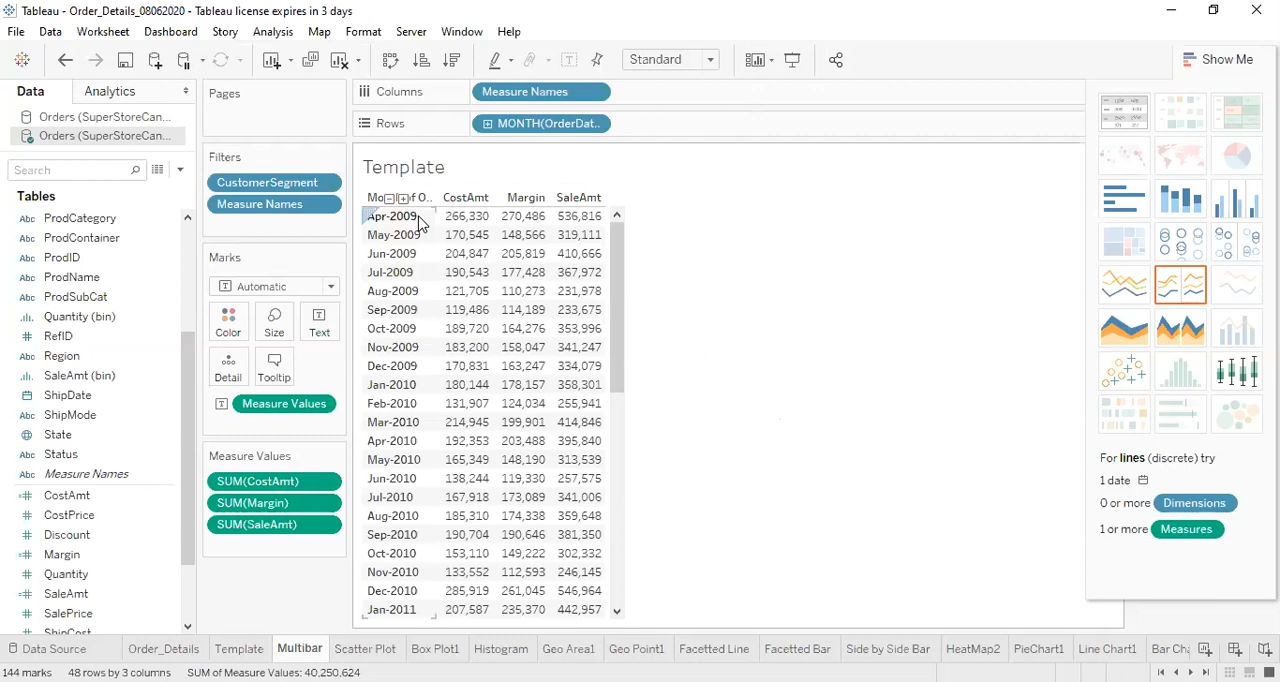 Tableau - Order_Details_08062020 - Tableau license expires in 3 days
File Data Worksheet Dashboard Story Analysis Map Format Server Window Help
Standard
Show Me
Data Analytics
Orders (SuperStoreCan...
Orders (SuperStoreCan...
Search
Tables
Abc ProdCategory
Abc ProdContainer
Abc ProdID
Abc ProdName
Abc ProdSubCat
Quantity (bin)
# RefID
Abc Region
SaleAmt (bin)
ShipDate
Abc ShipMode
State
Abc Status
Abc Measure Names
CostAmt
# CostPrice
# Discount
Margin
# Quantity
SaleAmt
# SalePrice
# ShipCost
Pages
Filters
CustomerSegment
Measure Names
Marks
Automatic
Color Size Text
Detail Tooltip
Measure Values
Measure Values
SUM(CostAmt)
SUM(Margin)
SUM(SaleAmt)
Columns Measure Names
Rows MONTH(OrderDat..
Template
O.. CostAmt Margin SaleAmt
Apr-2009 266,330 270,486 536,816
May-2009 170,545 148,566 319,111
Jun-2009 204,847 205,819 410,666
Jul-2009 190,543 177,428 367,972
Aug-2009 121,705 110,273 231,978
Sep-2009 119,486 114,189 233,675
Oct-2009 189,720 164,276 353,996
Nov-2009 183,200 158,047 341,247
Dec-2009 170,831 163,247 334,079
Jan-2010 180,144 178,157 358,301
Feb-2010 131,907 124,034 255,941
Mar-2010 214,945 199,901 414,846
Apr-2010 192,353 203,488 395,840
May-2010 165,349 148,190 313,539
Jun-2010 138,244 119,330 257,575
Jul-2010 167,918 173,089 341,006
Aug-2010 185,310 174,338 359,648
Sep-2010 190,704 190,646 381,350
Oct-2010 153,110 149,222 302,332
Nov-2010 133,552 112,593 246,145
Dec-2010 285,919 261,045 546,964
Jan-2011 207,587 235,370 442,957
For lines (discrete) try
1 date
0 or more Dimensions
1 or more Measures
Data Source Order_Details Template Multibar Scatter Plot Box Plot1 Histogram Geo Area1 Geo Point1 Facetted Line Facetted Bar Side by Side Bar HeatMap2 PieChart1 Line Chart1 Bar Cha
144 marks 48 rows by 3 columns SUM of Measure Values: 40,250,624